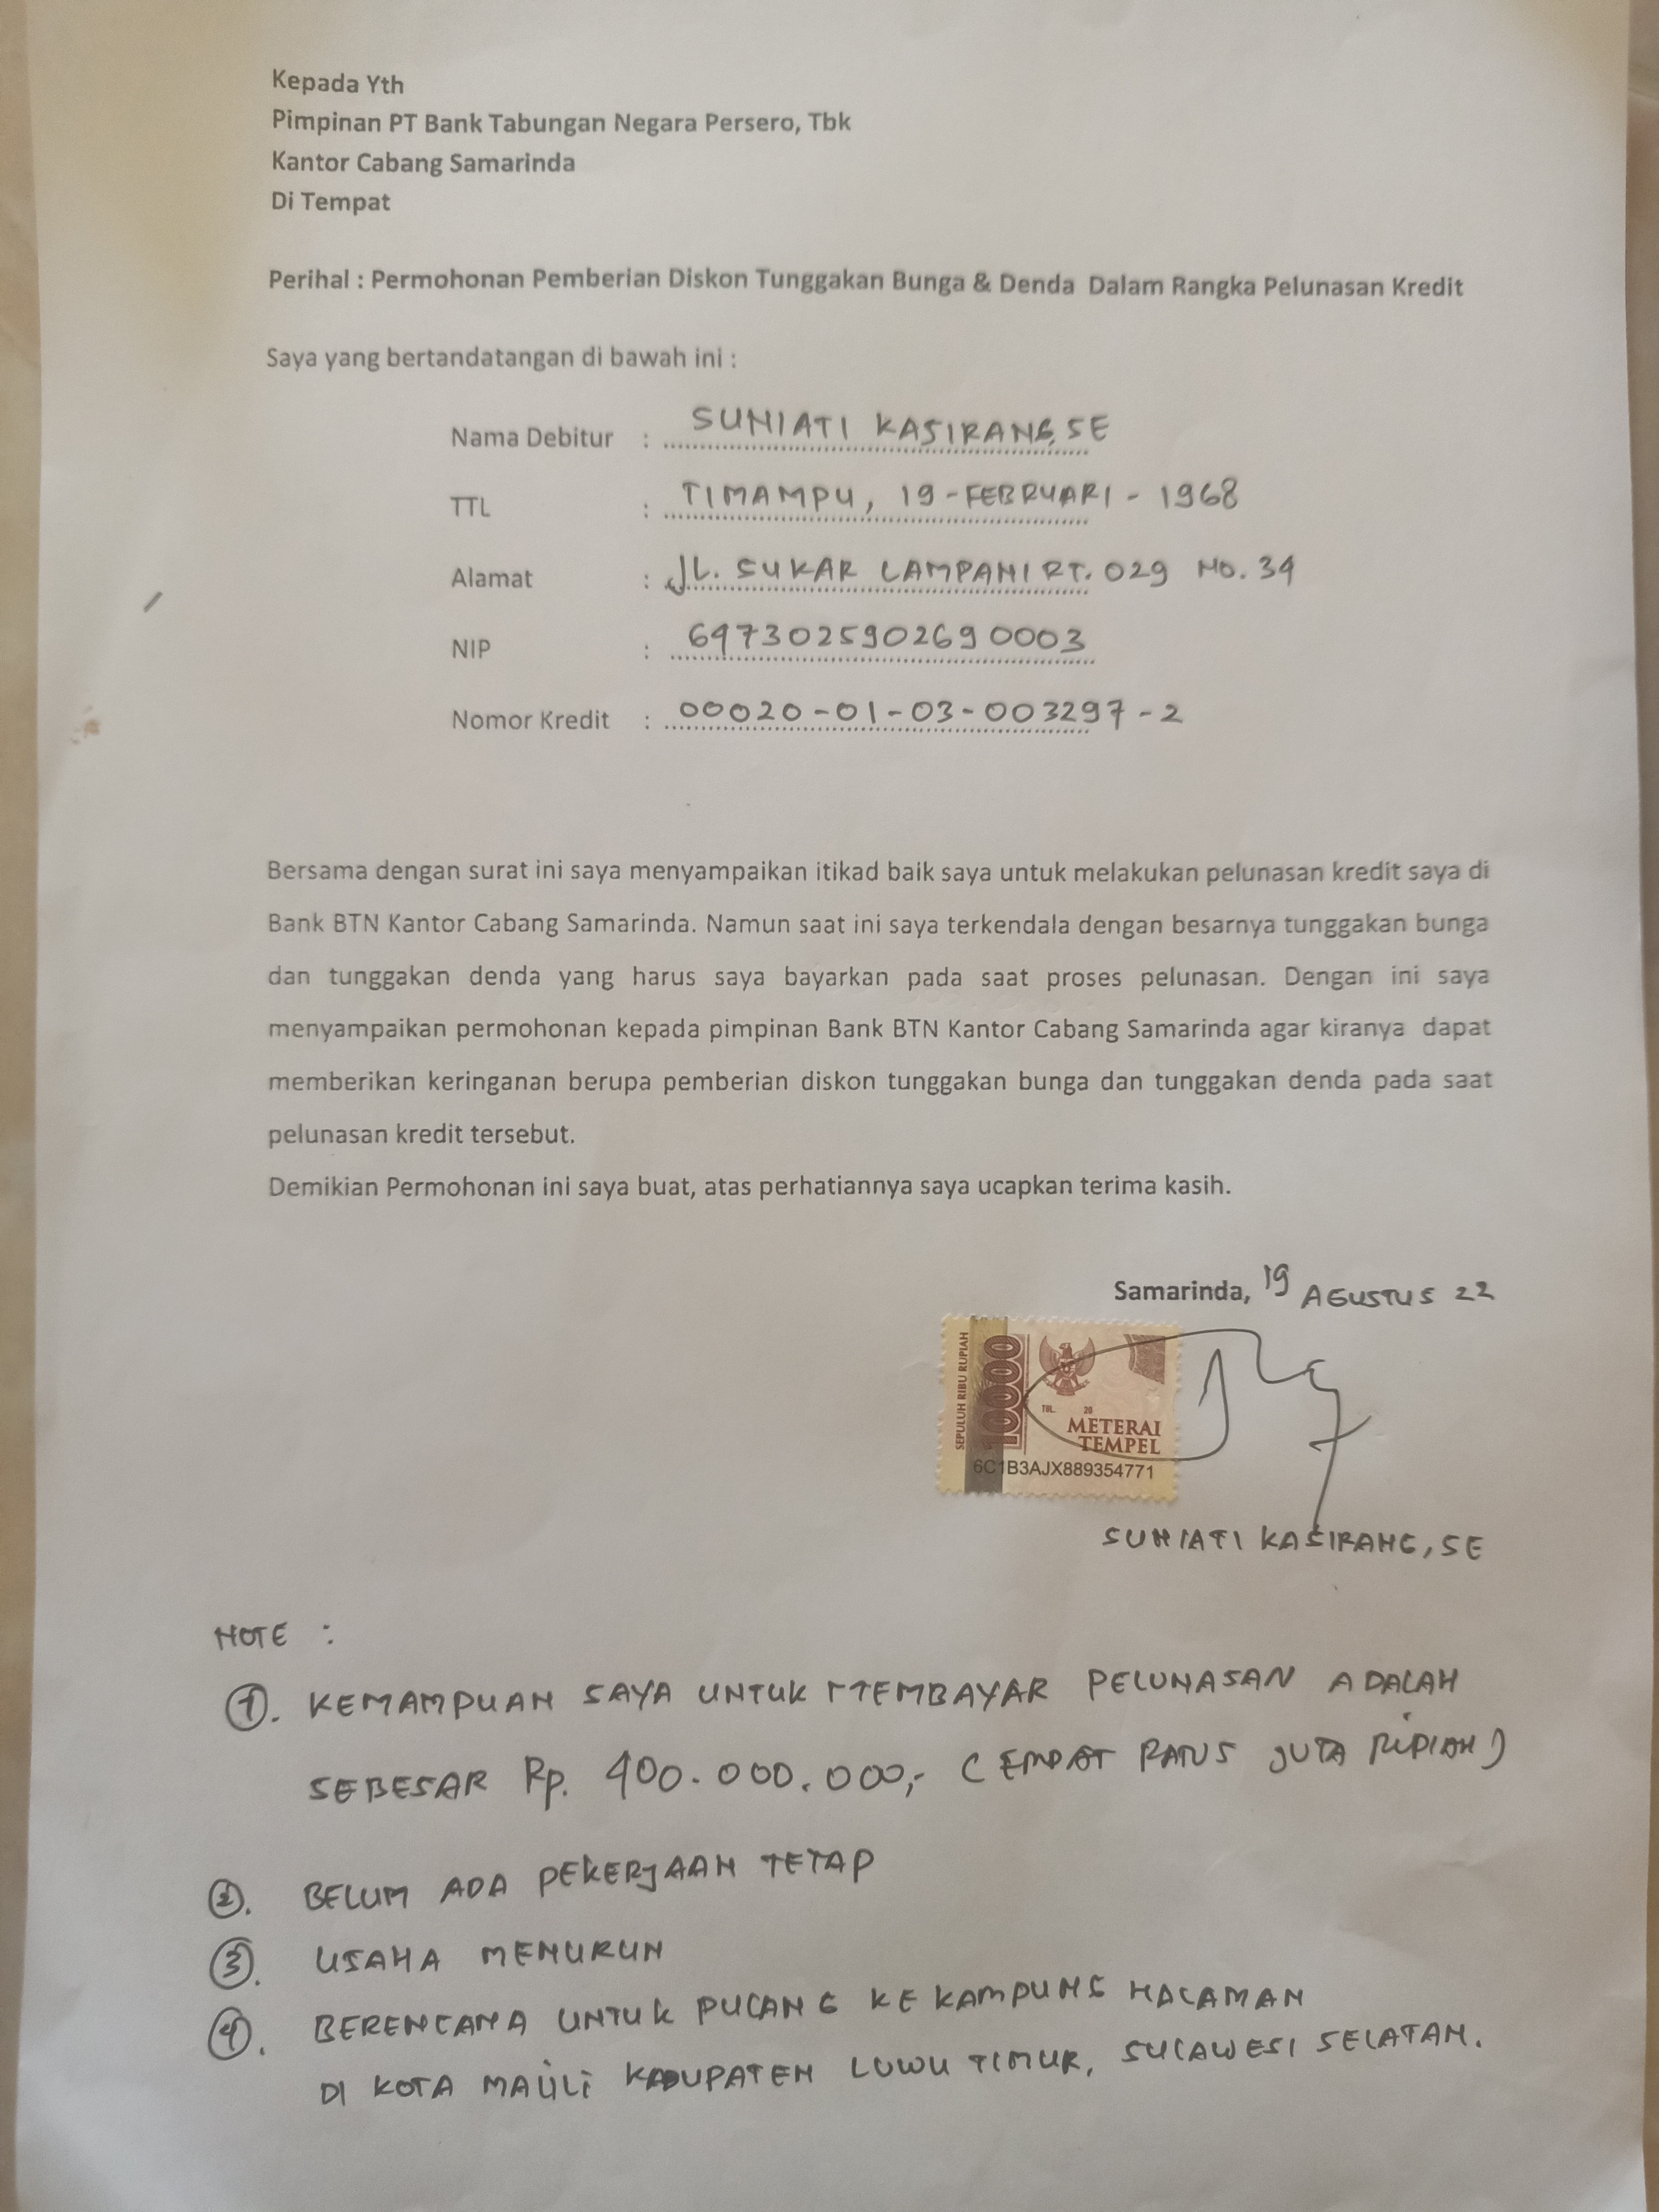 Kepada Yth
Pimpinan PT Bank Tabungan Negara Persero, Tbk
Kantor Cabang Samarinda
Di Tempat
Perihal : Permohonan Pemberian Diskon Tunggakan Bunga & Denda Dalam Rangka Pelunasan Kredit
Saya yang bertandatangan di bawah ini :
Nama Debitur : SUNIATI KASIRANG, SE
TTL : TIMAMPU, 19-FEBRUARI-1968
Alamat : JL. SUKAR LAMPANI RT. 029 NO. 34
NIP : 6973025902690003
Nomor Kredit : 00020-01-03-003297-2
Bersama dengan surat ini saya menyampaikan itikad baik saya untuk melakukan pelunasan kredit saya di
Bank BTN Kantor Cabang Samarinda. Namun saat ini saya terkendala dengan besarnya tunggakan bunga
dan tunggakan denda yang harus saya bayarkan pada saat proses pelunasan. Dengan ini saya
menyampaikan permohonan kepada pimpinan Bank BTN Kantor Cabang Samarinda agar kiranya dapat
memberikan keringanan berupa pemberian diskon tunggakan bunga dan tunggakan denda pada saat
pelunasan kredit tersebut.
Demikian Permohonan ini saya buat, atas perhatiannya saya ucapkan terima kasih.
Samarinda, 19 AGUSTUS 22
SEPULUH RIBU RUPIAH
10000
TGL. 20
METERAI
TEMPEL
6C1B3AJX889354771
SUNIATI KASIRANG, SE
NOTE :
1. KEMAMPUAN SAYA UNTUK MEMBAYAR PELUNASAN ADALAH
SEBESAR Rp. 400.000.000,- (EMPAT RATUS JUTA RUPIAH)
2. BELUM ADA PEKERJAAN TETAP
3. USAHA MENURUN
4. BERENCANA UNTUK PULANG KE KAMPUNG HALAMAN
DI KOTA MALILI KABUPATEN LUWU TIMUR, SULAWESI SELATAN.